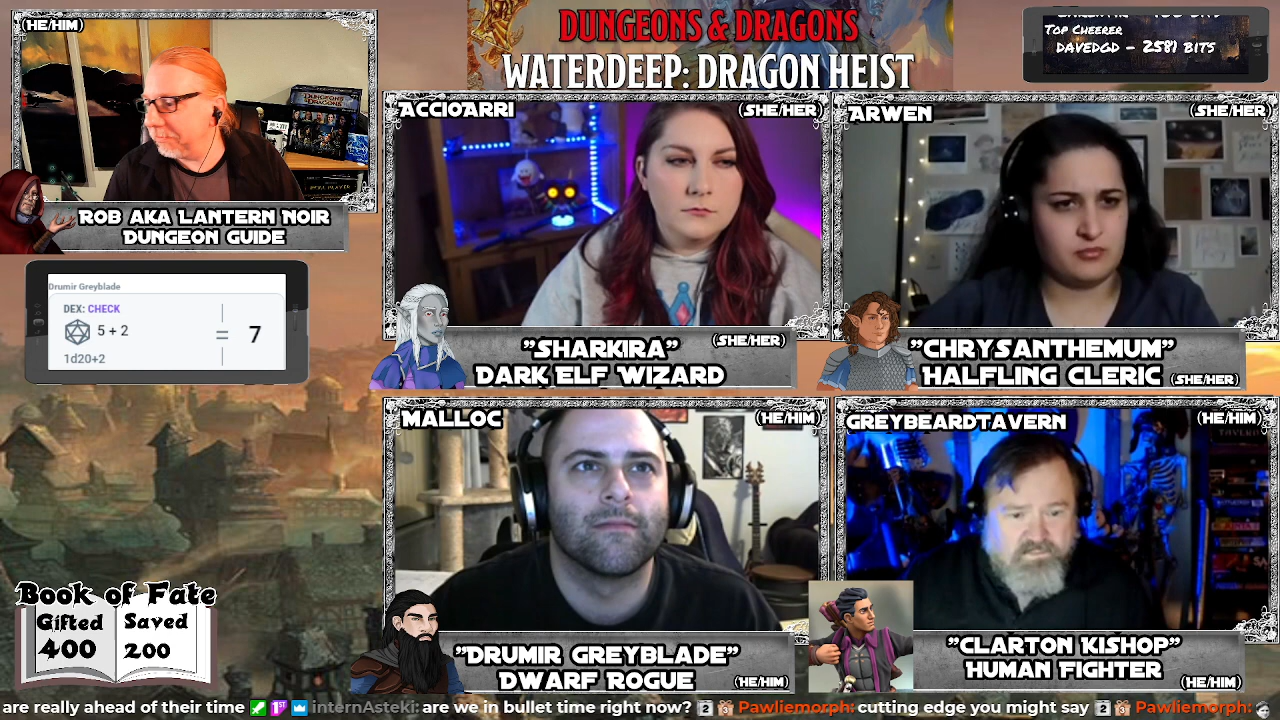 (HE/HIM)
ROB AKA LANTERN NOIR
DUNGEON GUIDE
DUNGEONS & DRAGONS
WATERDEEP: DRAGON HEIST
TOP CHEERER
DAVEDGD - 2589 BITS
ACCIOARRI
(SHE/HER)
"SHARKIRA"
(SHE/HER)
DARK ELF WIZARD
ARWEN
(SHE/HER)
"CHRYSANTHEMUM"
HALFLING CLERIC (SHE/HER)
Drumir Greyblade
DEX: CHECK
5 + 2
= 7
1d20+2
MALLOC
(HE/HIM)
"DRUMIR GREYBLADE"
DWARF ROGUE
(HE/HIM)
GREYBEARDTAVERN
(HE/HIM)
"CLARTON KISHOP"
HUMAN FIGHTER
(HE/HIM)
Book of Fate
Gifted
400
Saved
200
are really ahead of their time 1ST internAsteKi: are we in bullet time right now? 2 Pawliemorph: cutting edge you might say 2 Pawliemorph: